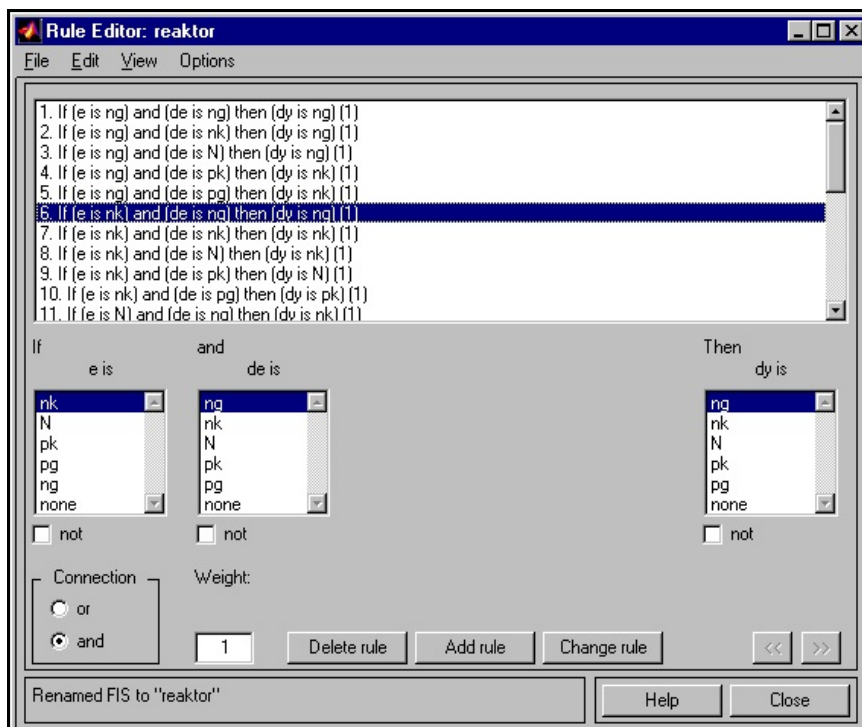 Rule Editor: reaktor
File Edit View Options
1. If (e is ng) and (de is ng) then (dy is ng) (1)
2. If (e is ng) and (de is nk) then (dy is ng) (1)
3. If (e is ng) and (de is N) then (dy is ng) (1)
4. If (e is ng) and (de is pk) then (dy is nk) (1)
5. If (e is ng) and (de is pg) then (dy is nk) (1)
6. If (e is nk) and (de is ng) then (dy is ng) (1)
7. If (e is nk) and (de is nk) then (dy is nk) (1)
8. If (e is nk) and (de is N) then (dy is nk) (1)
9. If (e is nk) and (de is pk) then (dy is N) (1)
10. If (e is nk) and (de is pg) then (dy is pk) (1)
11. If (e is N) and (de is ng) then (dy is nk) (1)
If and Then
e is de is dy is
nk ng ng
N nk nk
pk N N
pg pk pk
ng pg pg
none none none
not not not
Connection Weight:
or
and 1 Delete rule Add rule Change rule << >>
Renamed FIS to "reaktor" Help Close